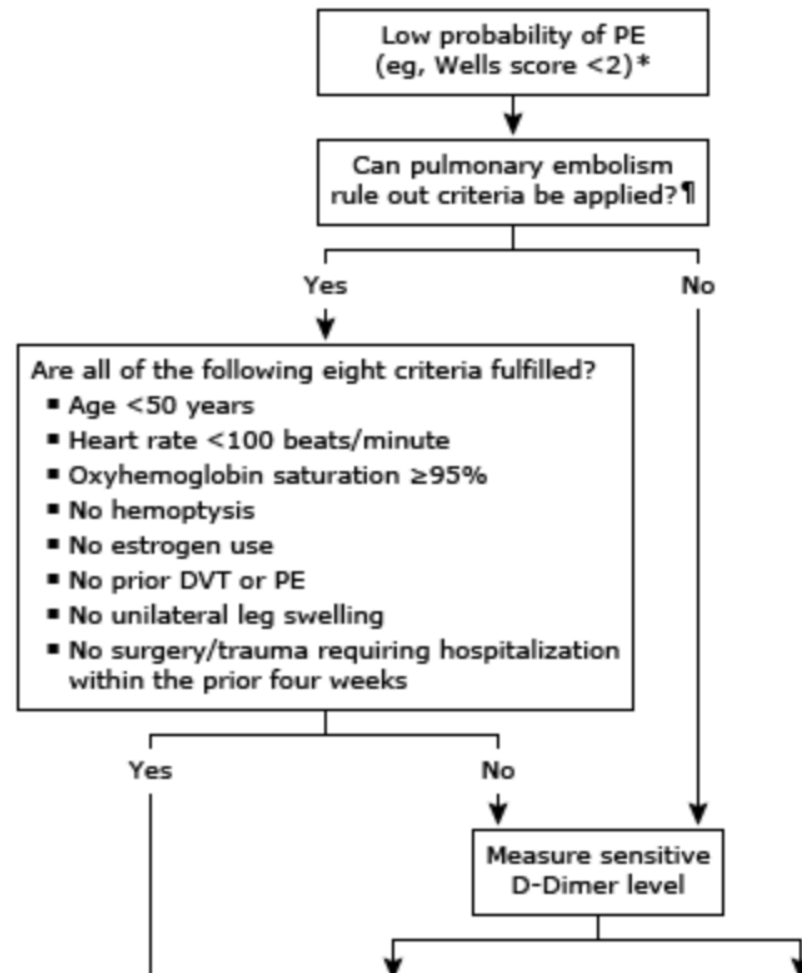 Low probability of PE
(eg, Wells score <2)*
Can pulmonary embolism
rule out criteria be applied?¶
Yes
No
Are all of the following eight criteria fulfilled?
▪ Age <50 years
▪ Heart rate <100 beats/minute
▪ Oxyhemoglobin saturation ≥95%
▪ No hemoptysis
▪ No estrogen use
▪ No prior DVT or PE
▪ No unilateral leg swelling
▪ No surgery/trauma requiring hospitalization
within the prior four weeks
Yes
No
Measure sensitive
D-Dimer level